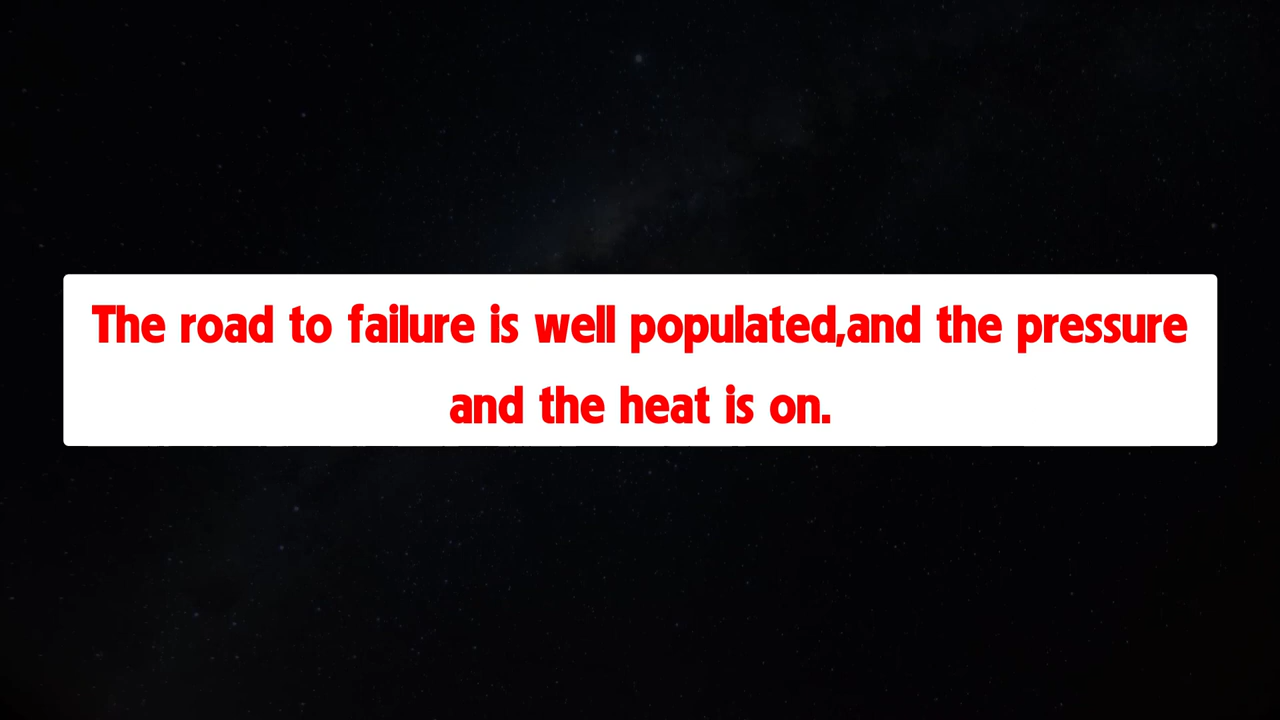 The road to failure is well populated,and the pressure
and the heat is on.